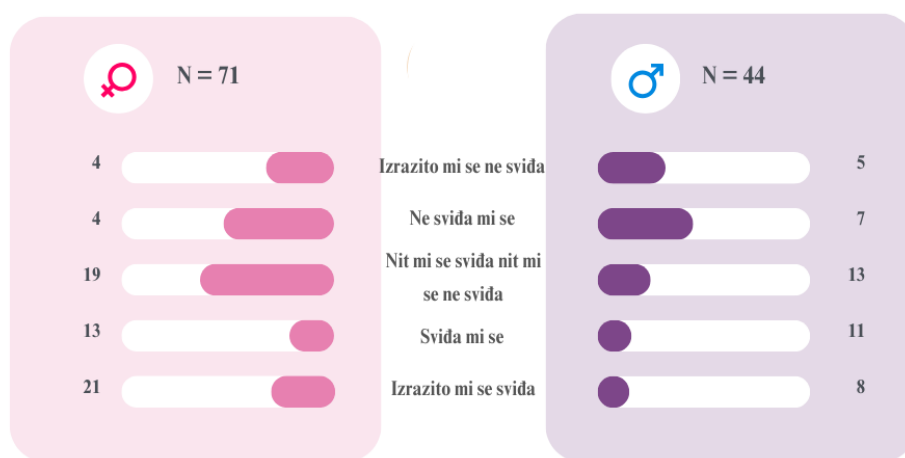 N = 71
N = 44
4
Izrazito mi se ne sviđa
5
4
Ne sviđa mi se
7
19
Nit mi se sviđa nit mi
se ne sviđa
13
13
Sviđa mi se
11
21
Izrazito mi se sviđa
8